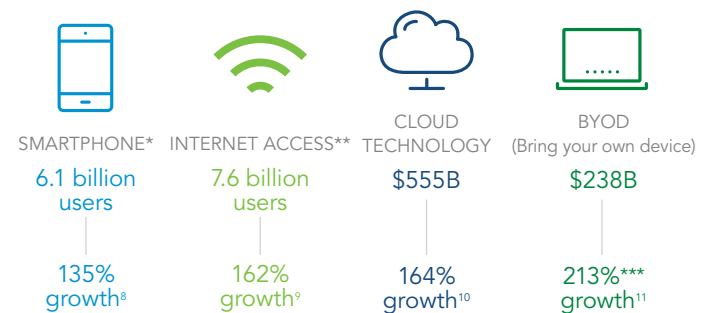 SMARTPHONE*
6.1 billion
users
135%
growth⁸
INTERNET ACCESS**
7.6 billion
users
162%
growth⁹
CLOUD
TECHNOLOGY
$555B
164%
growth¹⁰
BYOD
(Bring your own device)
$238B
213%***
growth¹¹